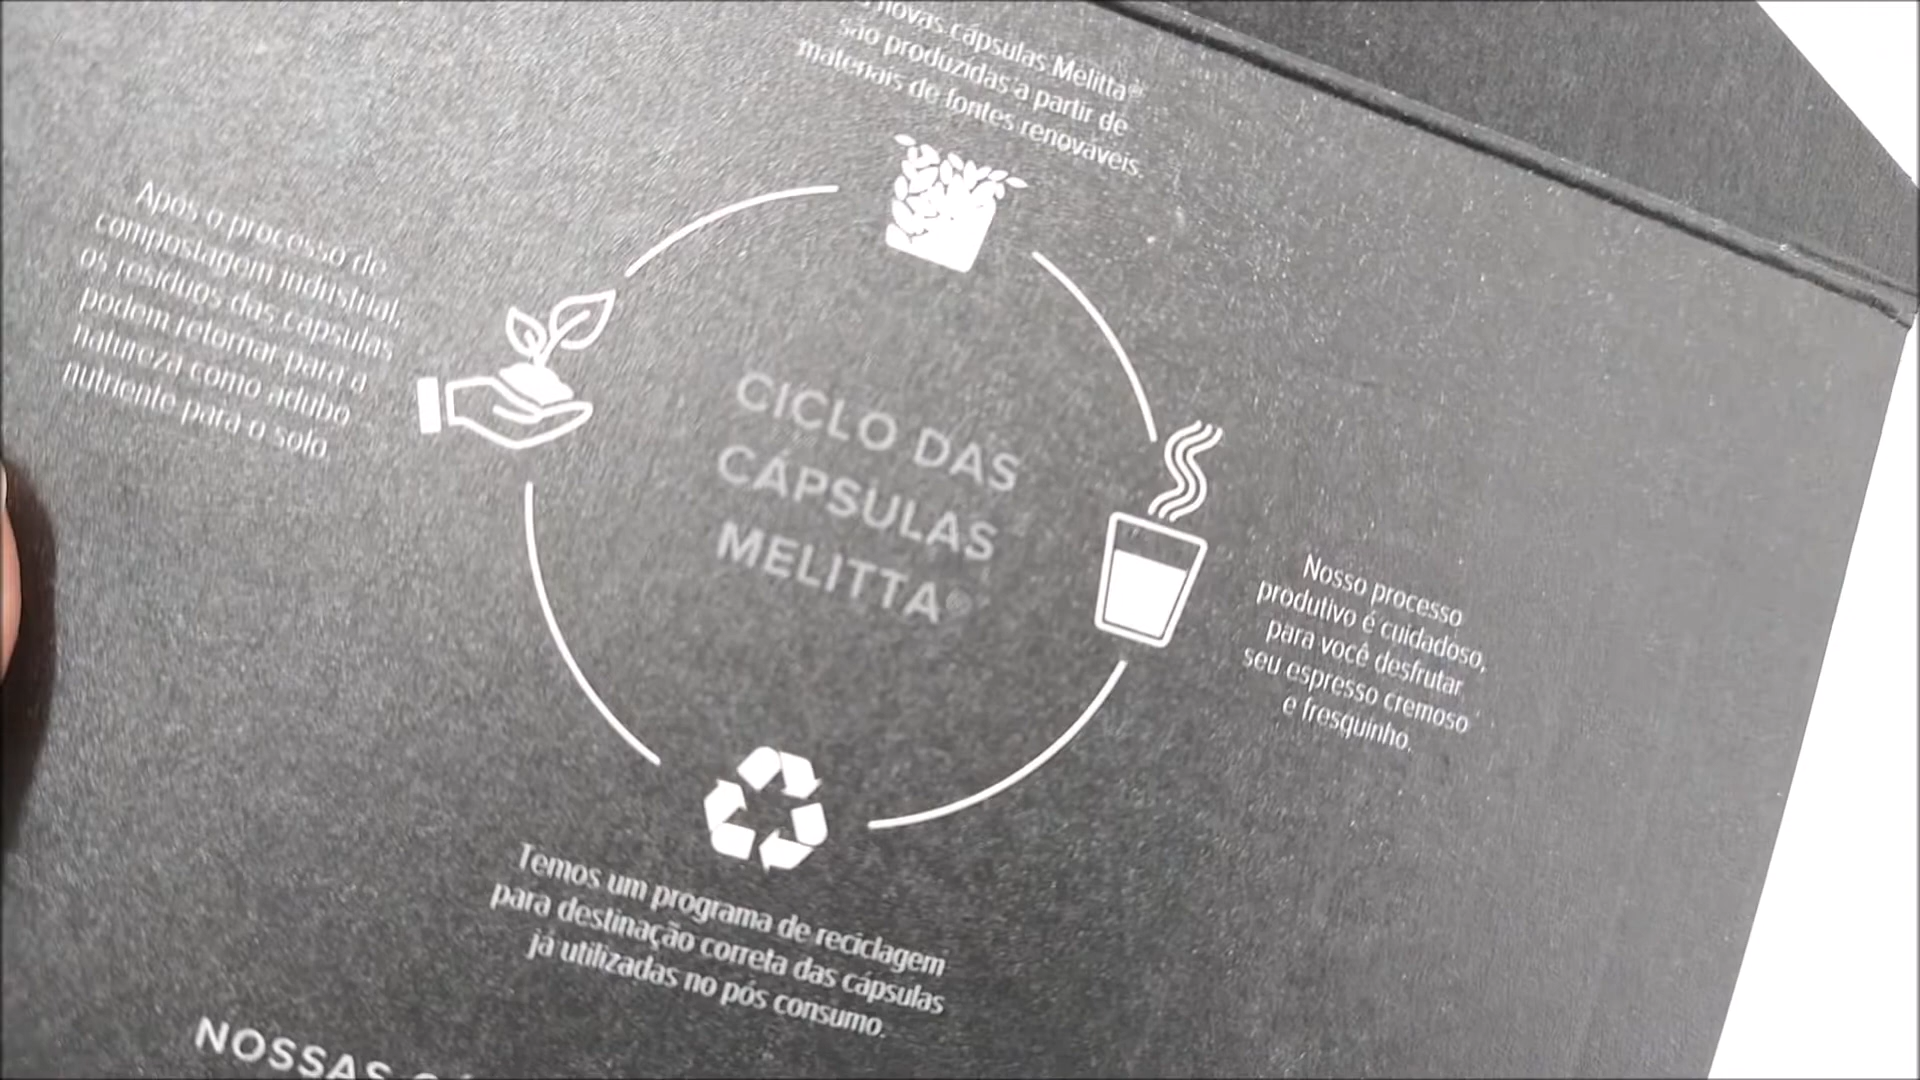 novas cápsulas Melitta®
são produzidas a partir de
materiais de fontes renováveis.
Após o processo de
compostagem industrial,
os resíduos das cápsulas
podem retornar para a
natureza como adubo
nutriente para o solo
CICLO DAS
CÁPSULAS
MELITTA®
Nosso processo
produtivo é cuidadoso,
para você desfrutar
seu espresso cremoso
e fresquinho.
Temos um programa de reciclagem
para destinação correta das cápsulas
já utilizadas no pós consumo.
NOSSAS